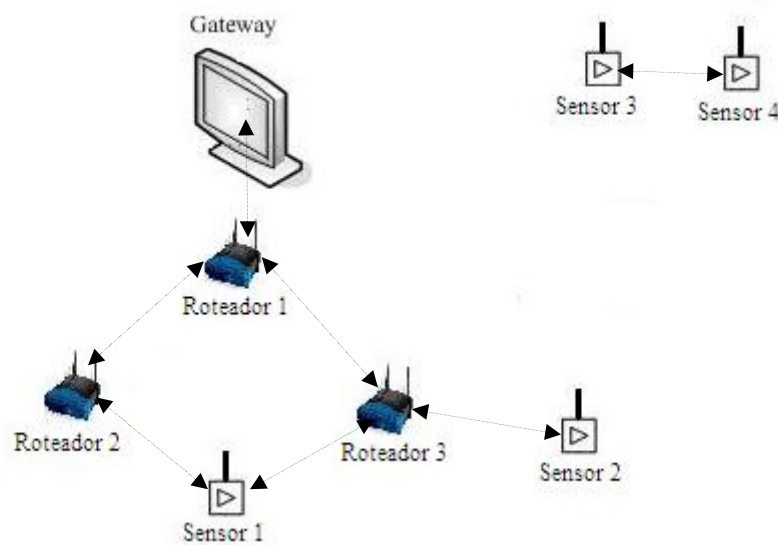 Gateway
Sensor 3
Sensor 4
Roteador 1
Roteador 2
Roteador 3
Sensor 2
Sensor 1